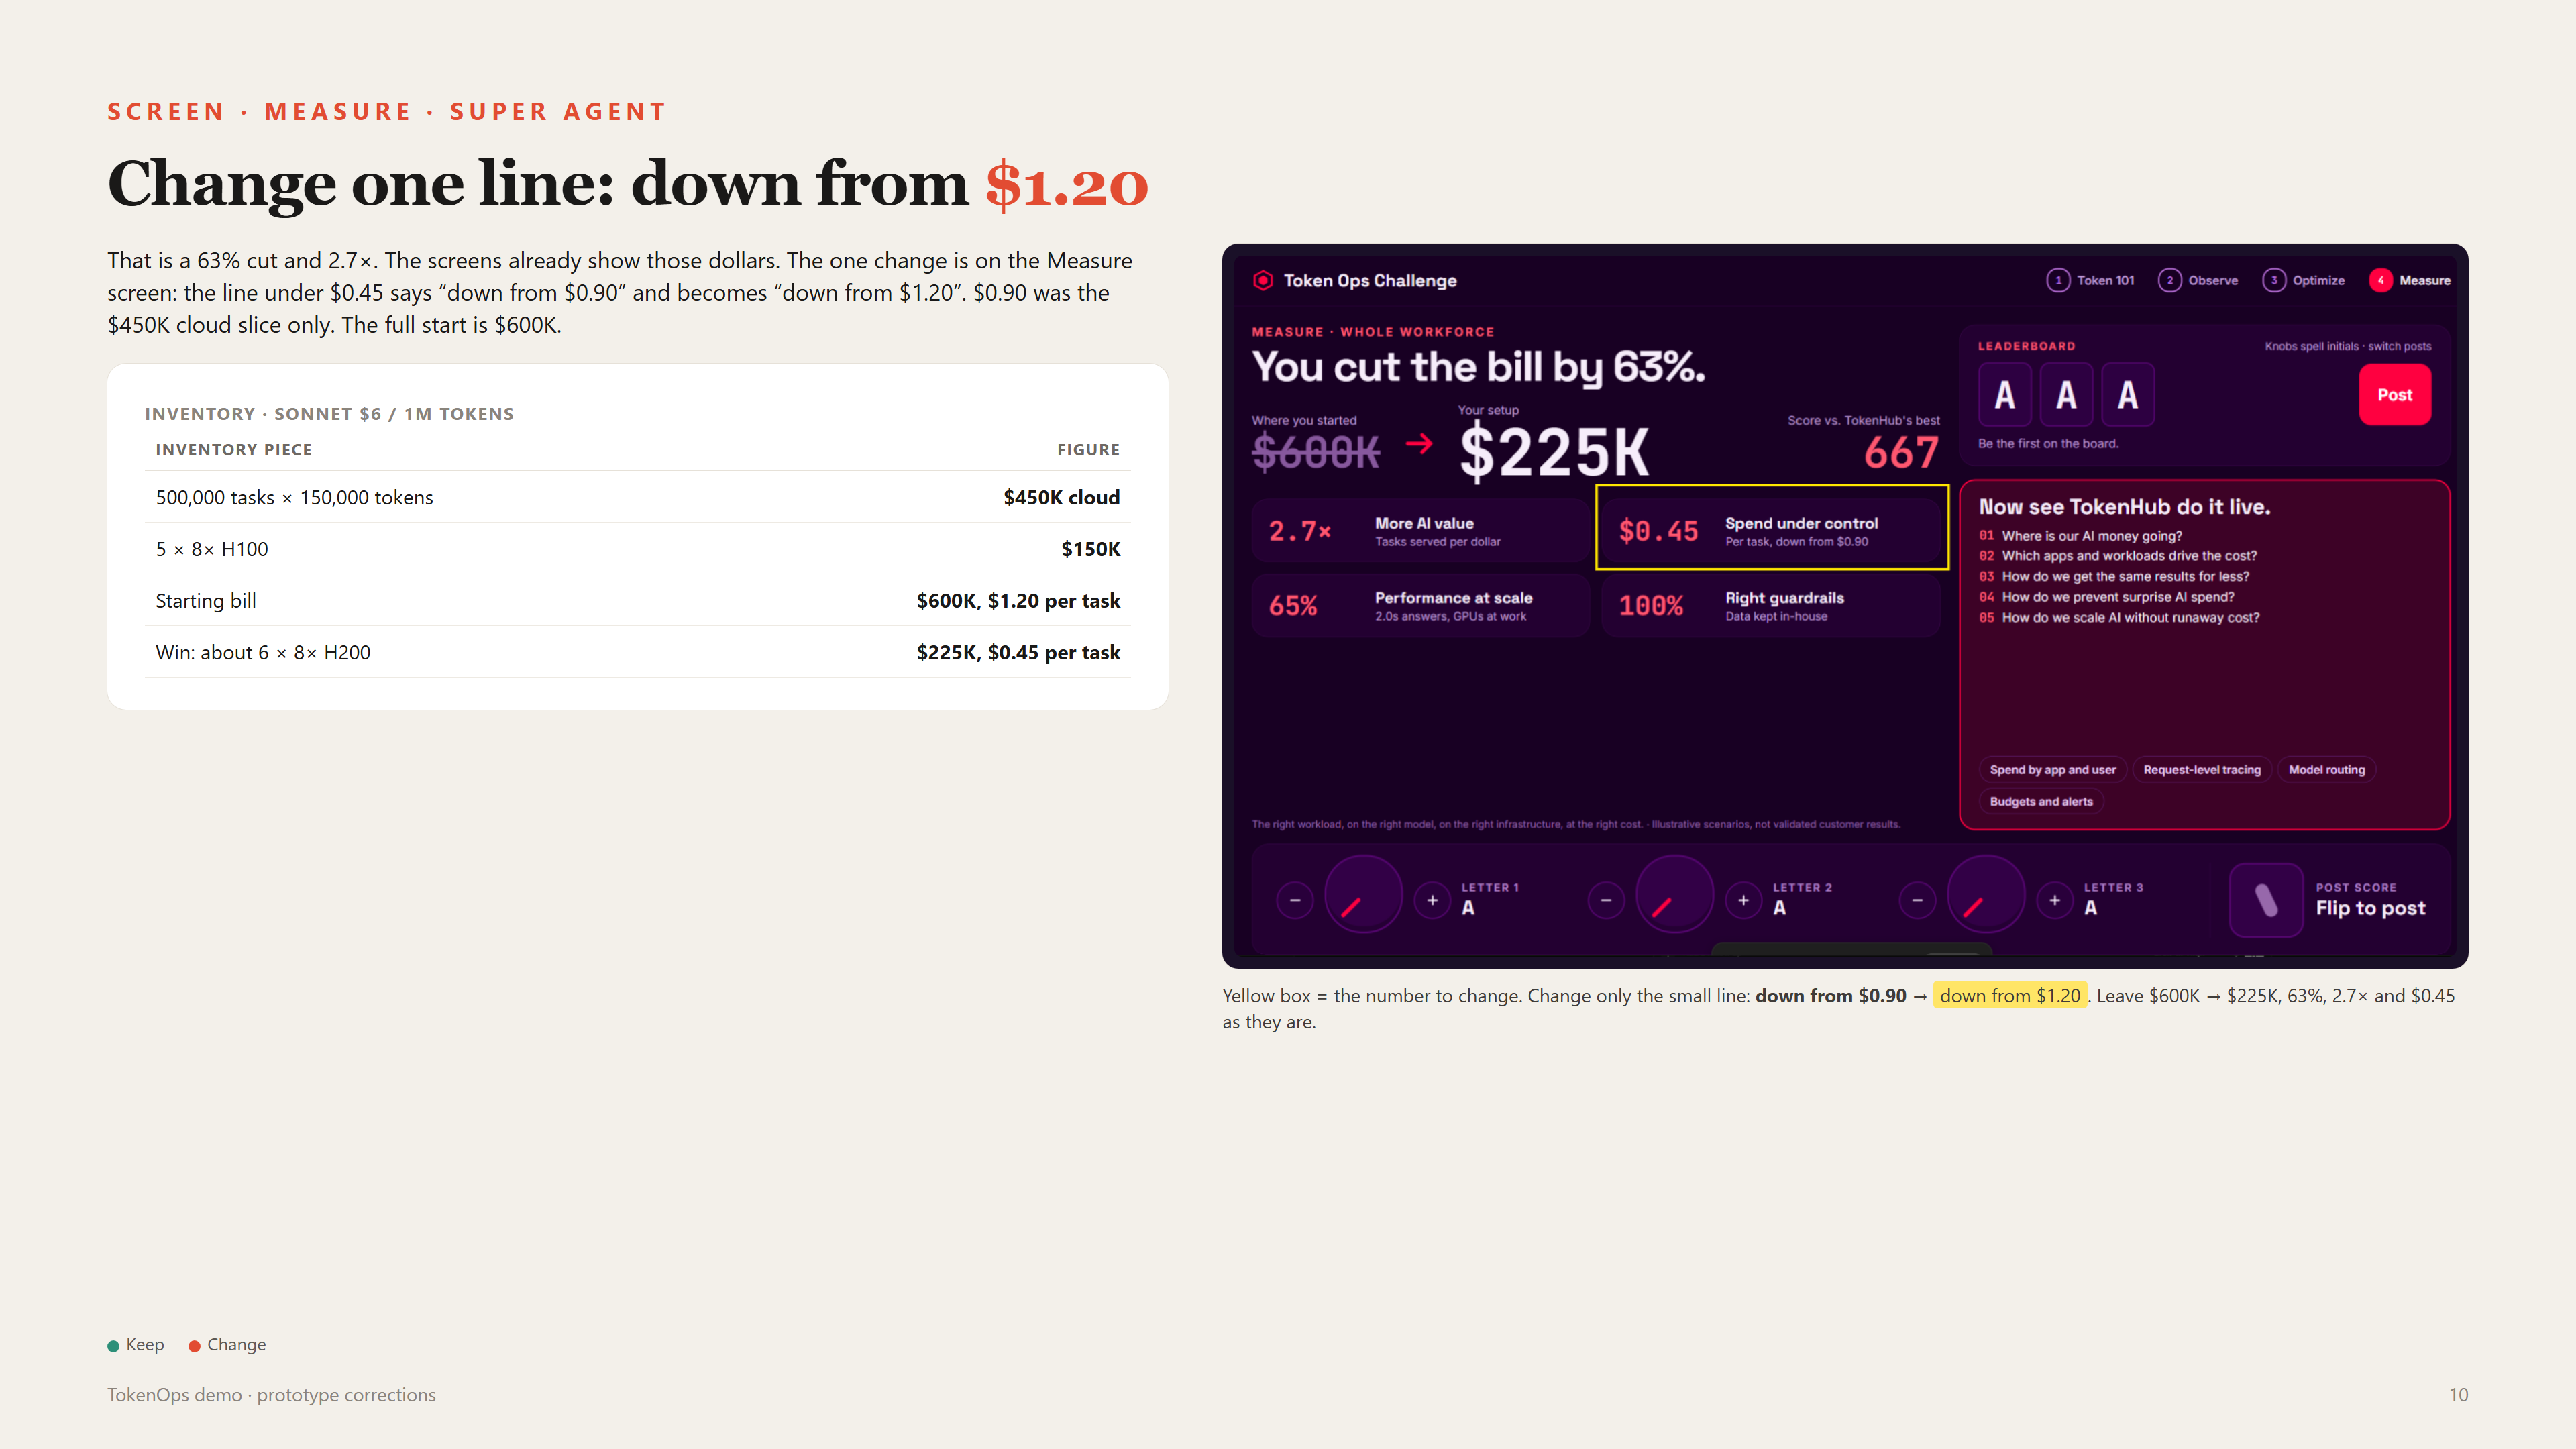 SCREEN · MEASURE · SUPER AGENT
Change one line: down from $1.20
That is a 63% cut and 2.7×. The screens already show those dollars. The one change is on the Measure
screen: the line under $0.45 says “down from $0.90” and becomes “down from $1.20”. $0.90 was the
$450K cloud slice only. The full start is $600K.
INVENTORY · SONNET $6 / 1M TOKENS
INVENTORY PIECE FIGURE
500,000 tasks × 150,000 tokens $450K cloud
5 × 8× H100 $150K
Starting bill $600K, $1.20 per task
Win: about 6 × 8× H200 $225K, $0.45 per task
Token Ops Challenge
1 Token 101 2 Observe 3 Optimize 4 Measure
MEASURE · WHOLE WORKFORCE
You cut the bill by 63%.
Where you started
$600K
→
Your setup
$225K
Score vs. TokenHub's best
667
2.7× More AI value
Tasks served per dollar
$0.45 Spend under control
Per task, down from $0.90
65% Performance at scale
2.0s answers, GPUs at work
100% Right guardrails
Data kept in-house
The right workload, on the right model, on the right infrastructure, at the right cost. · Illustrative scenarios, not validated customer results.
LEADERBOARD Knobs spell initials · switch posts
A A A Post
Be the first on the board.
Now see TokenHub do it live.
01 Where is our AI money going?
02 Which apps and workloads drive the cost?
03 How do we get the same results for less?
04 How do we prevent surprise AI spend?
05 How do we scale AI without runaway cost?
Spend by app and user Request-level tracing Model routing
Budgets and alerts
− + LETTER 1
A
− + LETTER 2
A
− + LETTER 3
A
POST SCORE
Flip to post
Yellow box = the number to change. Change only the small line: down from $0.90 → down from $1.20. Leave $600K → $225K, 63%, 2.7× and $0.45
as they are.
Keep Change
TokenOps demo · prototype corrections 10